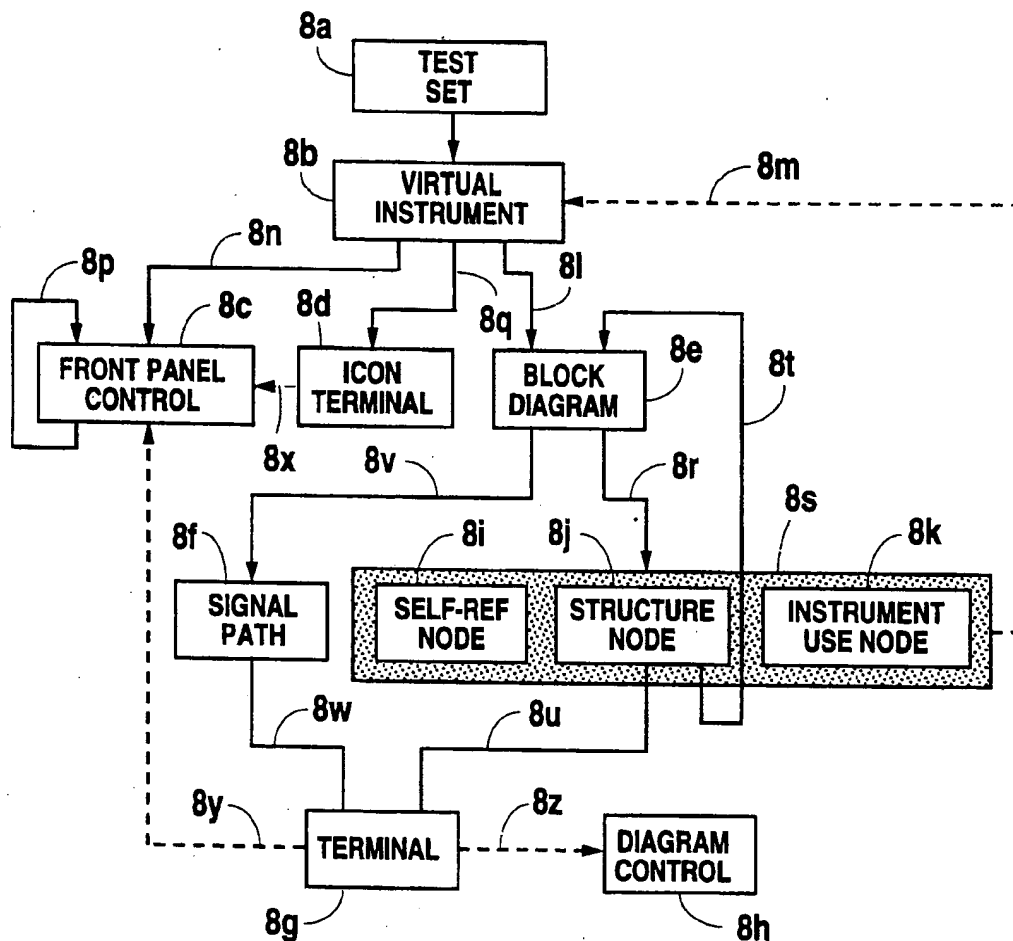 8a
TEST
SET
8b
VIRTUAL
INSTRUMENT
8m
8n
8p
8c
8d
8q
8l
8e
8t
FRONT PANEL
CONTROL
ICON
TERMINAL
BLOCK
DIAGRAM
8x
8v
8r
8s
8f
8i
8j
8k
SIGNAL
PATH
SELF-REF
NODE
STRUCTURE
NODE
INSTRUMENT
USE NODE
8w
8u
8y
8z
TERMINAL
DIAGRAM
CONTROL
8g
8h